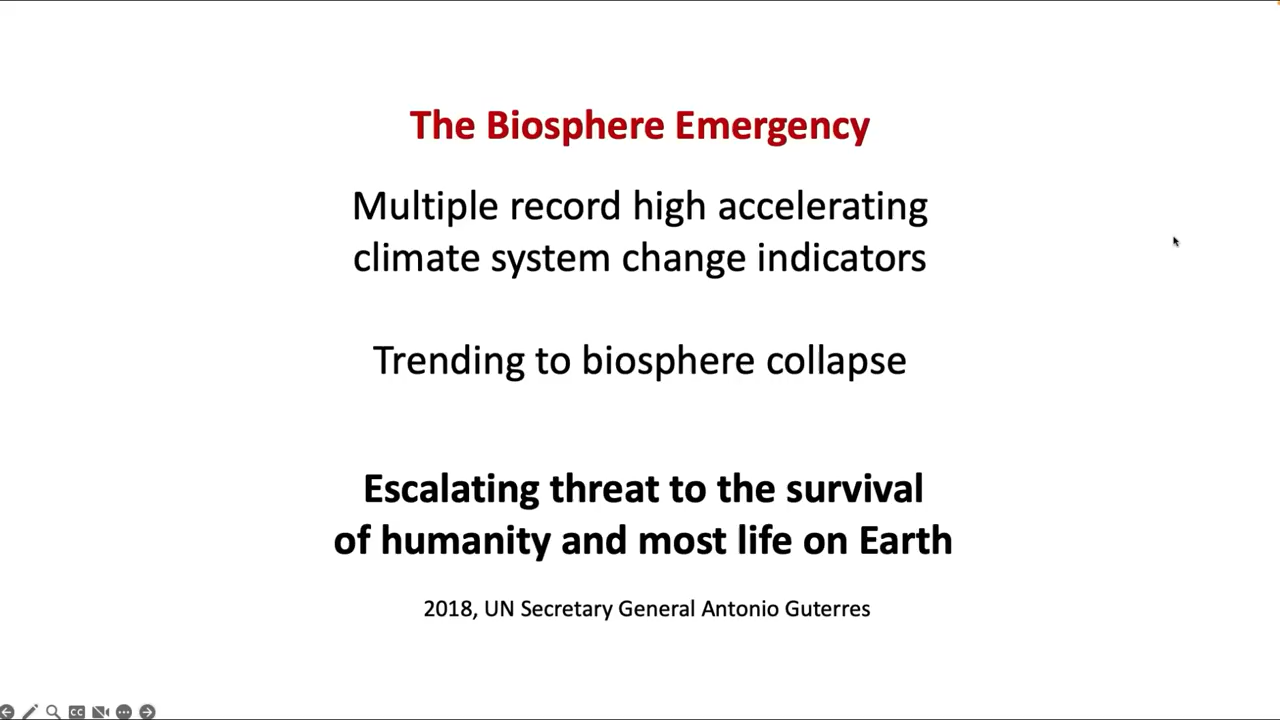 The Biosphere Emergency
Multiple record high accelerating
climate system change indicators
Trending to biosphere collapse
Escalating threat to the survival
of humanity and most life on Earth
2018, UN Secretary General Antonio Guterres
CC